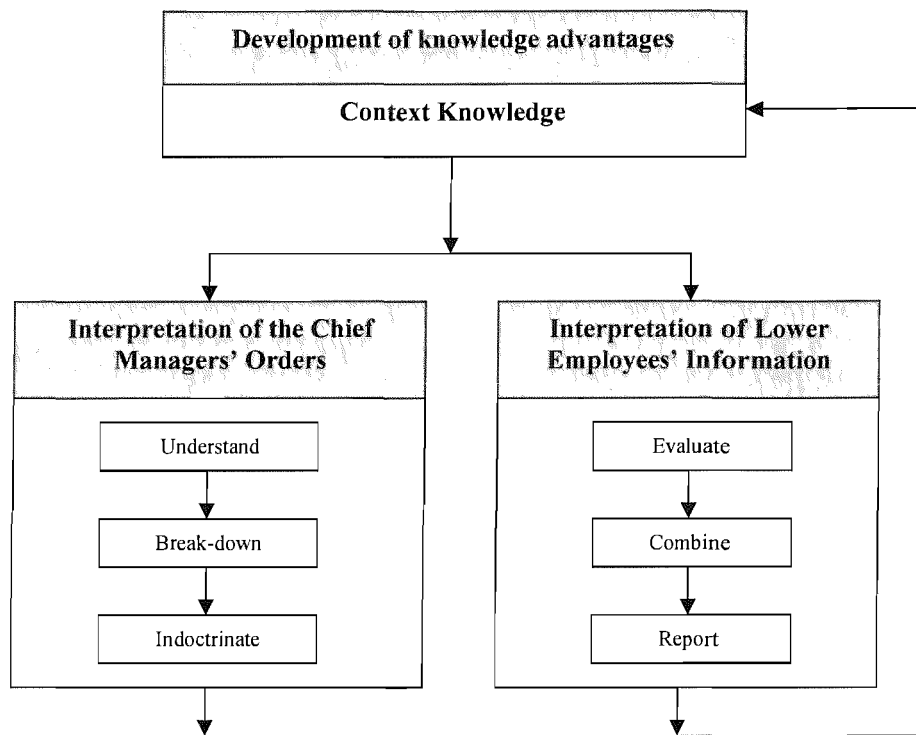 Development of knowledge advantages
Context Knowledge
Interpretation of the Chief
Managers' Orders
Understand
Break-down
Indoctrinate
Interpretation of Lower
Employees' Information
Evaluate
Combine
Report